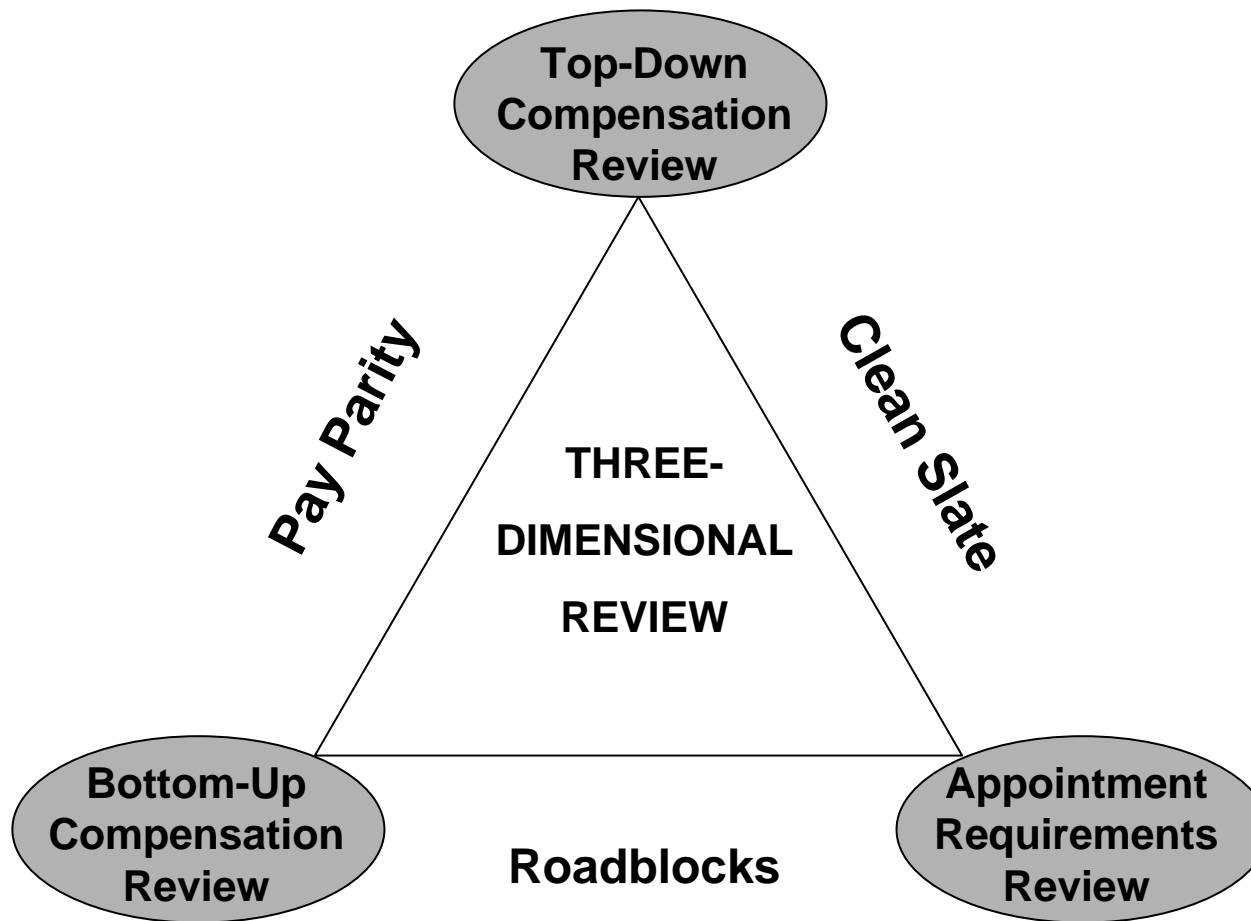 Top-Down
Compensation
Review
Pay Parity
Clean Slate
THREE-
DIMENSIONAL
REVIEW
Bottom-Up
Compensation
Review
Roadblocks
Appointment
Requirements
Review